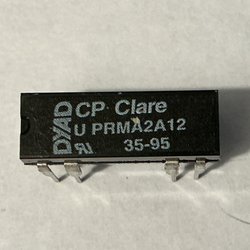 DYAD
CP Clare
U PRMA2A12
35-95